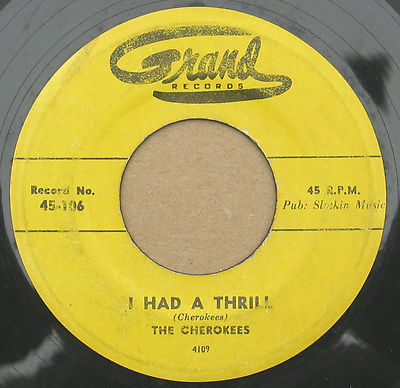 Grand
RECORDS
Record No.
45-106
45 R.P.M.
Pub: Slotkin Music
I HAD A THRILL
(Cherokees)
THE CHEROKEES
4109